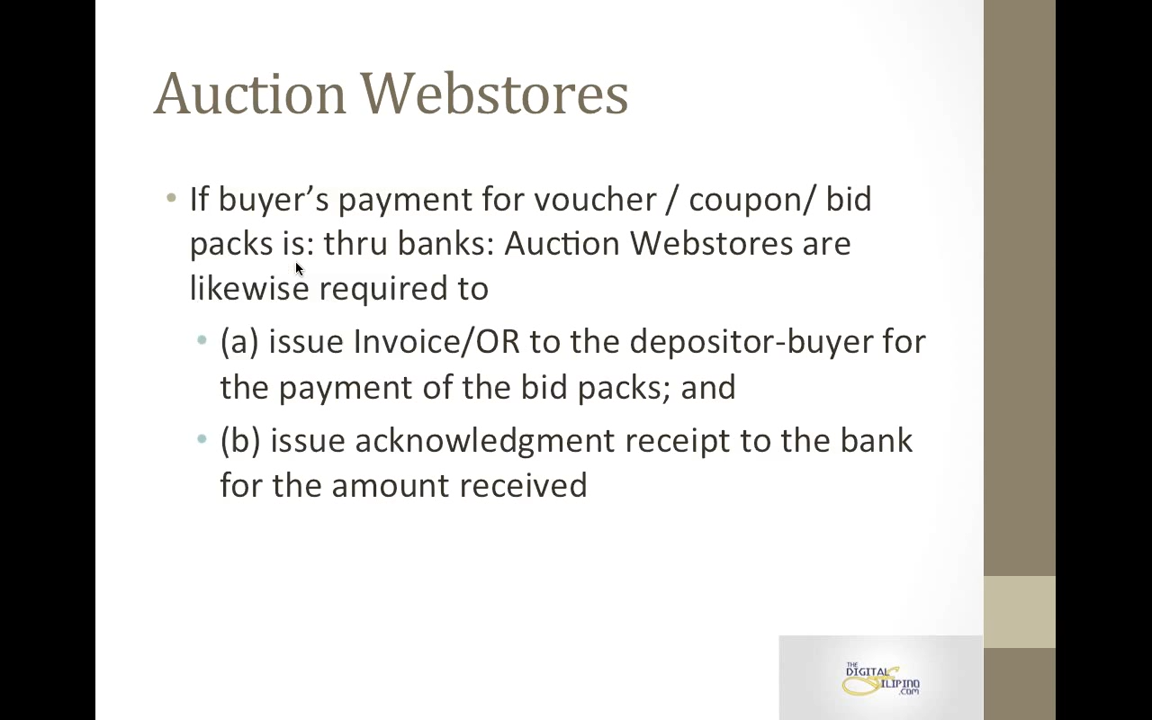 Auction Webstores
• If buyer’s payment for voucher / coupon/ bid
packs is: thru banks: Auction Webstores are
likewise required to
• (a) issue Invoice/OR to the depositor-buyer for
the payment of the bid packs; and
• (b) issue acknowledgment receipt to the bank
for the amount received
THE
DIGITAL
FILIPINO
.COM